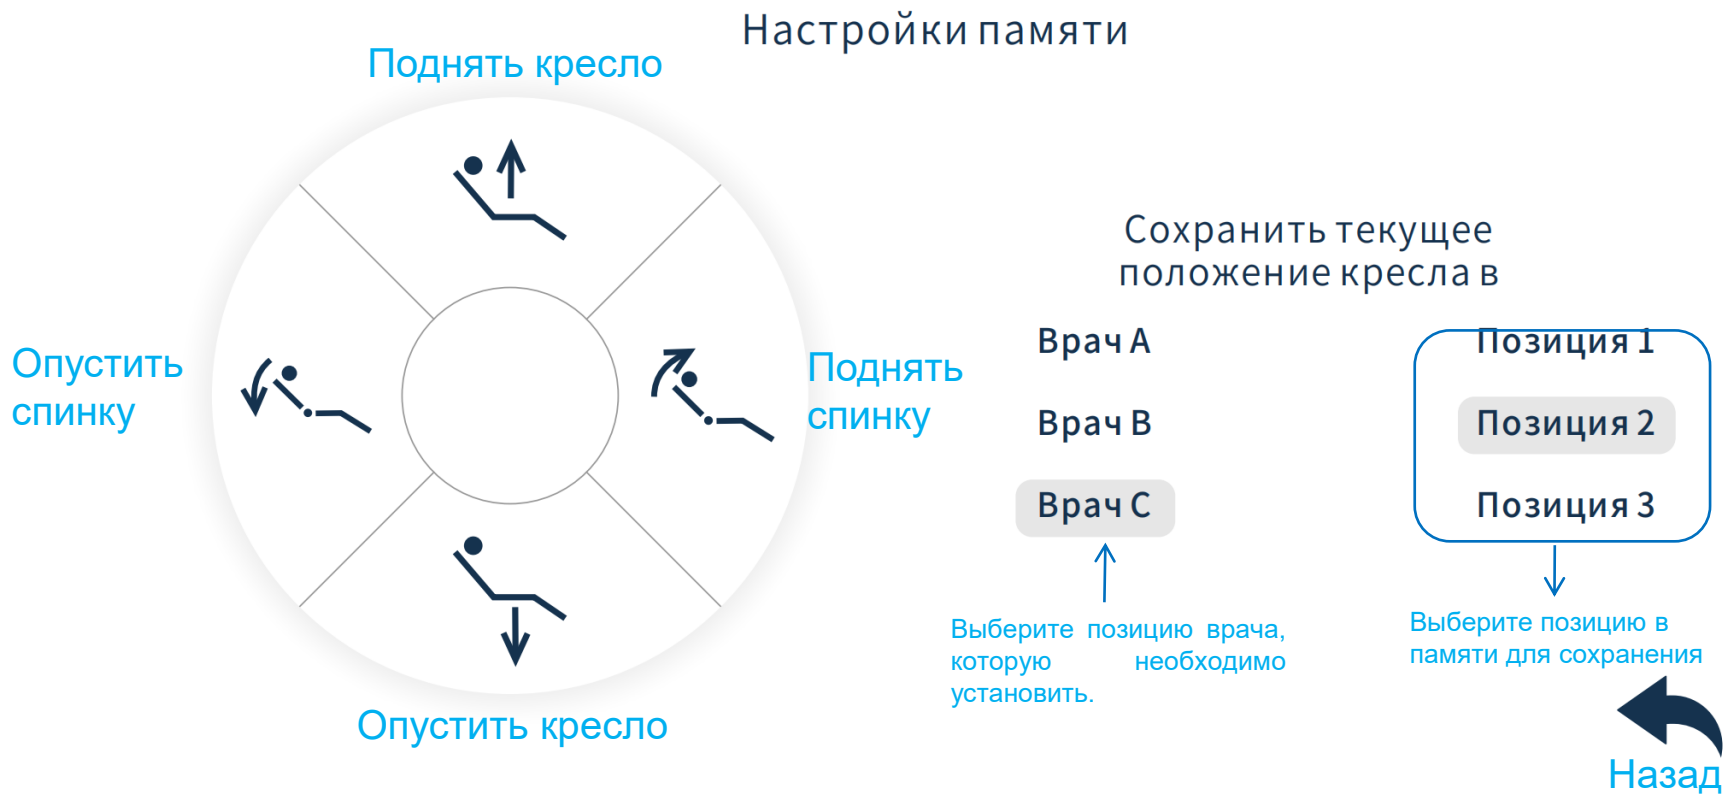 Настройки памяти
Поднять кресло
Опустить
спинку
Поднять
спинку
Опустить кресло
Сохранить текущее
положение кресла в
Врач A
Врач B
Врач C
Позиция 1
Позиция 2
Позиция 3
Выберите позицию врача,
которую необходимо
установить.
Выберите позицию в
памяти для сохранения
Назад